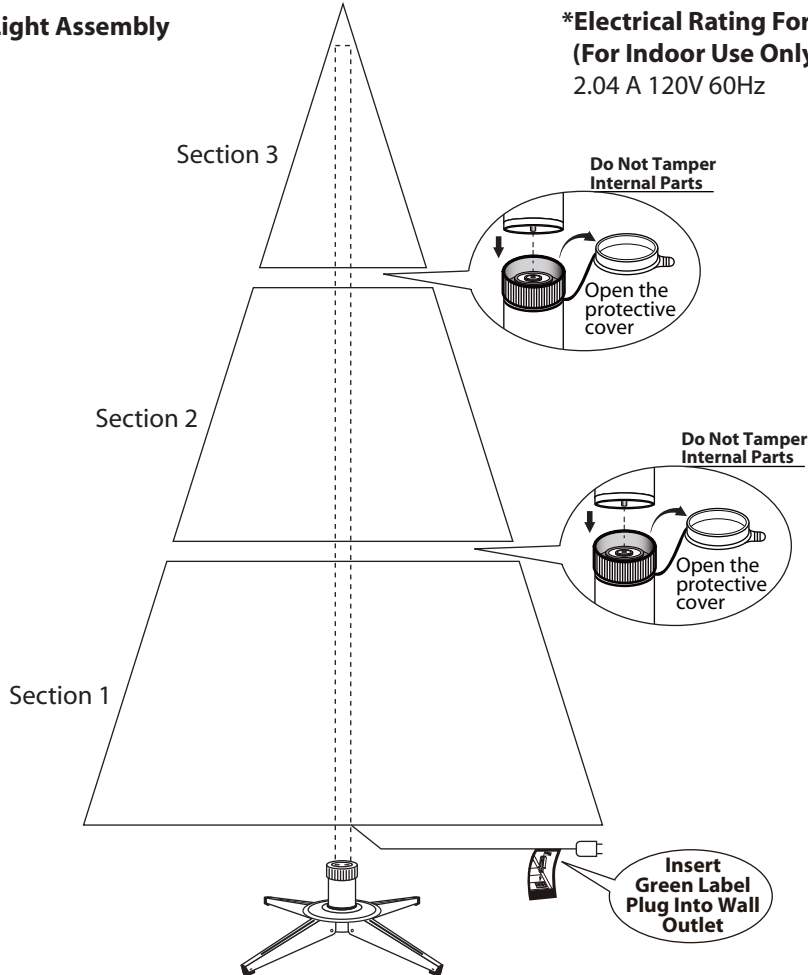 ight Assembly
*Electrical Rating For
(For Indoor Use Only
2.04 A 120V 60Hz
Section 3
Do Not Tamper
Internal Parts
Open the
protective
cover
Section 2
Do Not Tamper
Internal Parts
Open the
protective
cover
Section 1
Insert
Green Label
Plug Into Wall
Outlet